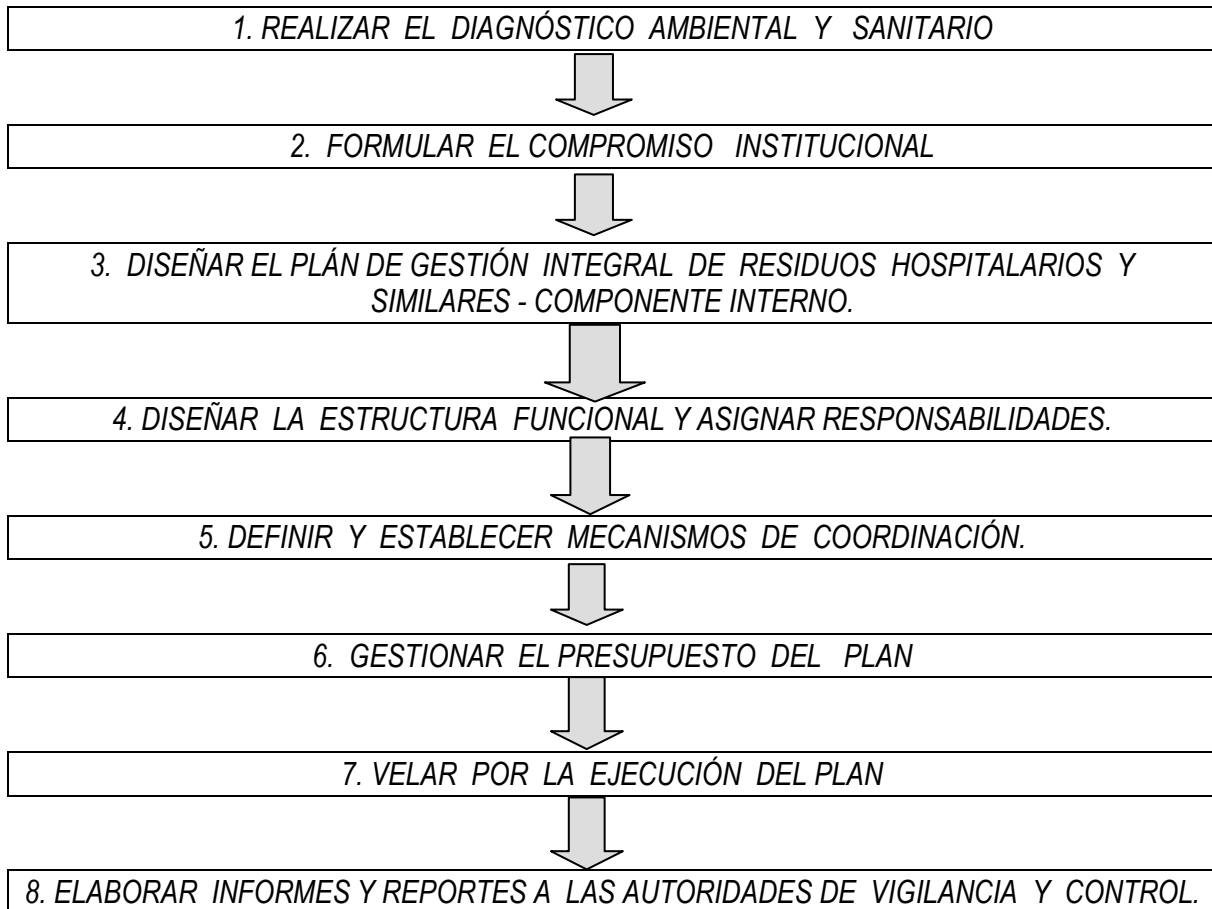 1. REALIZAR EL DIAGNÓSTICO AMBIENTAL Y SANITARIO
2. FORMULAR EL COMPROMISO INSTITUCIONAL
3. DISEÑAR EL PLÁN DE GESTIÓN INTEGRAL DE RESIDUOS HOSPITALARIOS Y
SIMILARES - COMPONENTE INTERNO.
4. DISEÑAR LA ESTRUCTURA FUNCIONAL Y ASIGNAR RESPONSABILIDADES.
5. DEFINIR Y ESTABLECER MECANISMOS DE COORDINACIÓN.
6. GESTIONAR EL PRESUPUESTO DEL PLAN
7. VELAR POR LA EJECUCIÓN DEL PLAN
8. ELABORAR INFORMES Y REPORTES A LAS AUTORIDADES DE VIGILANCIA Y CONTROL.